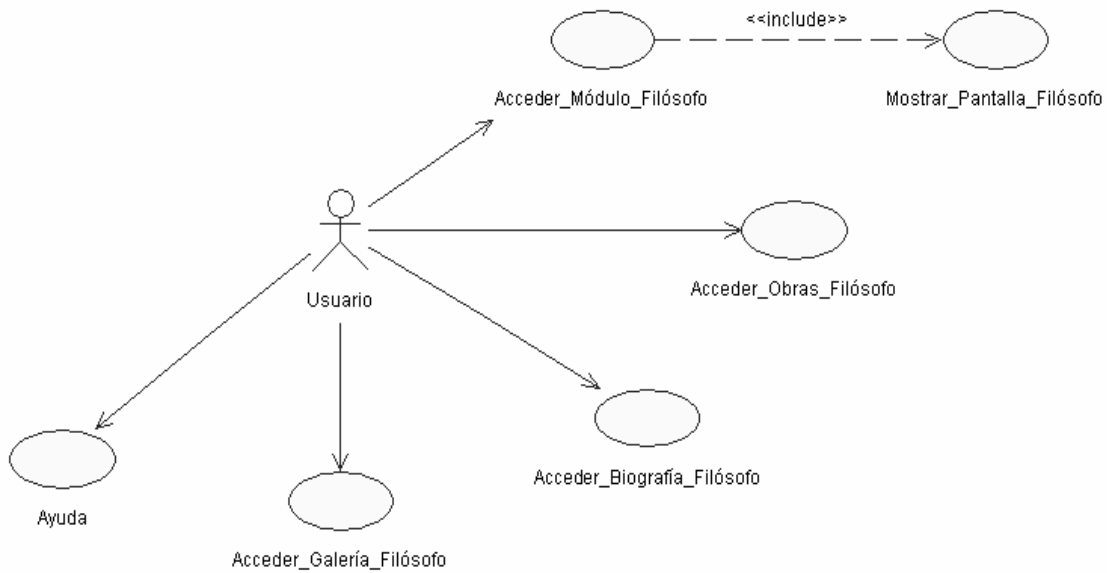 <<include>>
Acceder_Módulo_Filósofo
Mostrar_Pantalla_Filósofo
Acceder_Obras_Filósofo
Usuario
Acceder_Biografía_Filósofo
Ayuda
Acceder_Galería_Filósofo